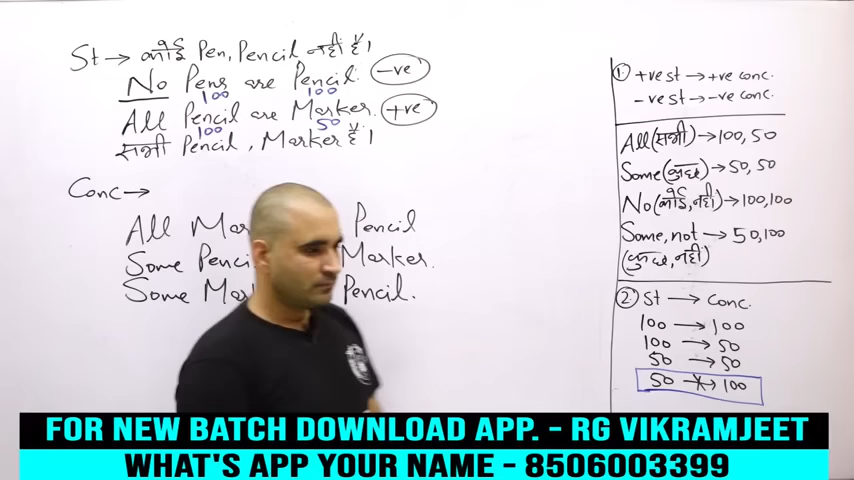 St → कोई Pen, Pencil नहीं है।
No Pens are Pencil. -ve
100 100
All Pencil are Marker. +ve
100 50
सभी Pencil, Marker है।
Conc →
All Pencil
Some Marker.
Some Pencil.
① +ve st → +ve conc.
-ve st → -ve conc.
All (सभी) → 100, 50
Some (कुछ) → 50, 50
No (कोई, नहीं) → 100, 100
Some, not → 50, 100
(कुछ, नहीं)
② St → Conc.
100 → 100
100 → 50
50 → 50
50 → 100
FOR NEW BATCH DOWNLOAD APP. - RG VIKRAMJEET
WHAT'S APP YOUR NAME - 8506003399